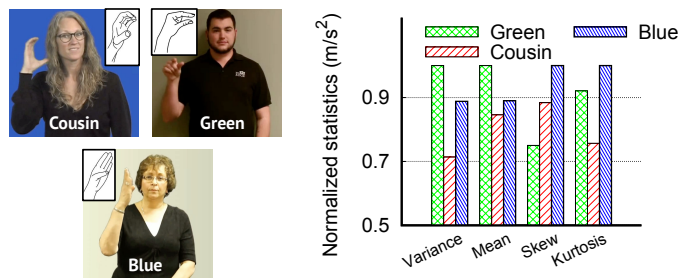 Cousin
Green
Blue
Normalized statistics (m/s²)
Green
Blue
Cousin
0.9
0.7
0.5
Variance
Mean
Skew
Kurtosis